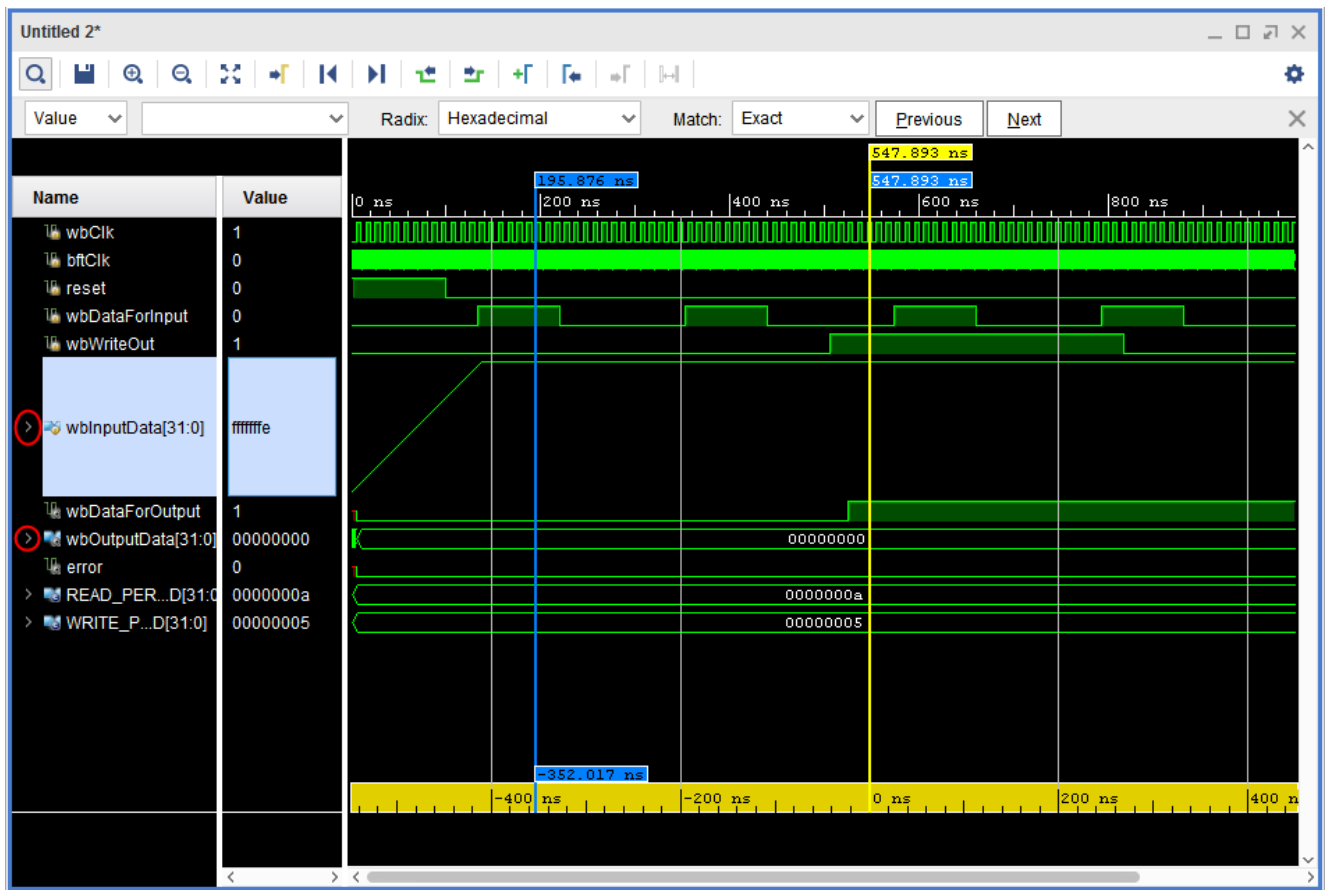 Untitled 2*
Value Radix: Hexadecimal Match: Exact Previous Next
547.893 ns
195.876 ns 547.893 ns
Name Value 0 ns 200 ns 400 ns 600 ns 800 ns
wbClk 1
bftClk 0
reset 0
wbDataForInput 0
wbWriteOut 1
wbInputData[31:0] fffffffe
wbDataForOutput 1
wbOutputData[31:0] 00000000 00000000
error 0
READ_PER...D[31:0 0000000a 0000000a
WRITE_P...D[31:0] 00000005 00000005
-352.017 ns
-400 ns -200 ns 0 ns 200 ns 400 n